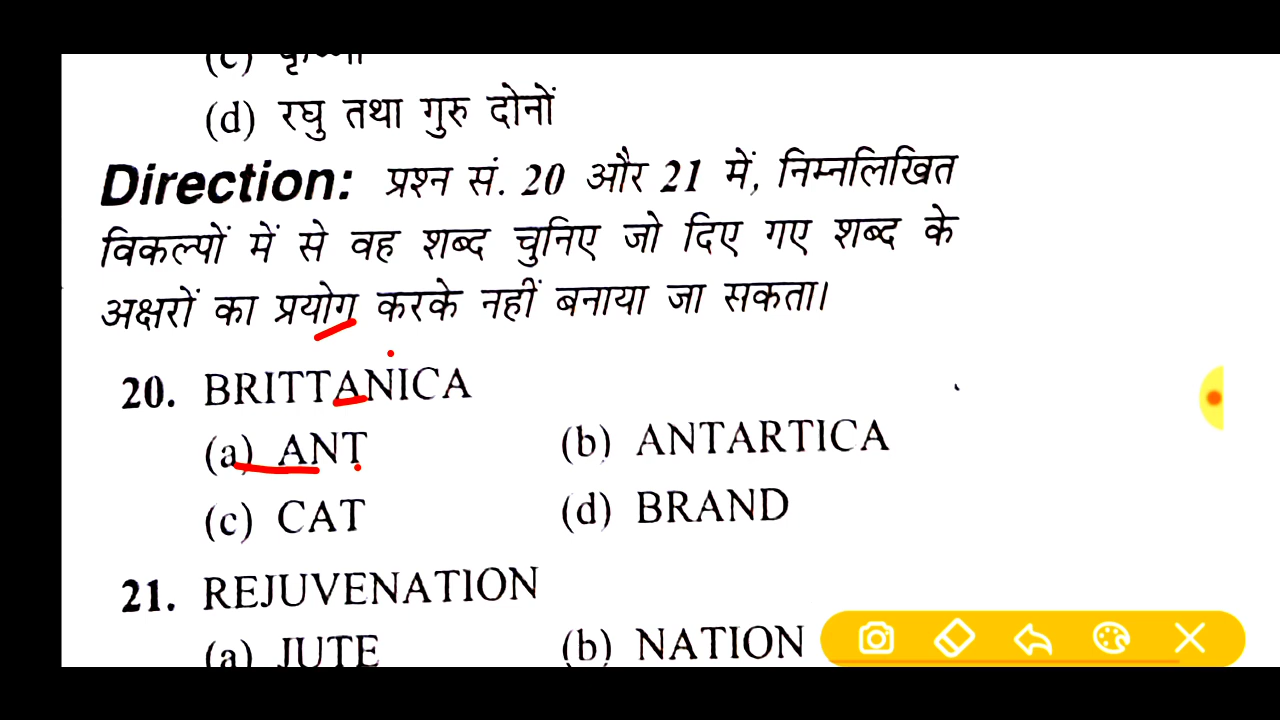 (d) रघु तथा गुरु दोनों
Direction: प्रश्न सं. 20 और 21 में, निम्नलिखित
विकल्पों में से वह शब्द चुनिए जो दिए गए शब्द के
अक्षरों का प्रयोग करके नहीं बनाया जा सकता।
20. BRITTANICA
(a) ANT (b) ANTARTICA
(c) CAT (d) BRAND
21. REJUVENATION
(a) JUTE (b) NATION